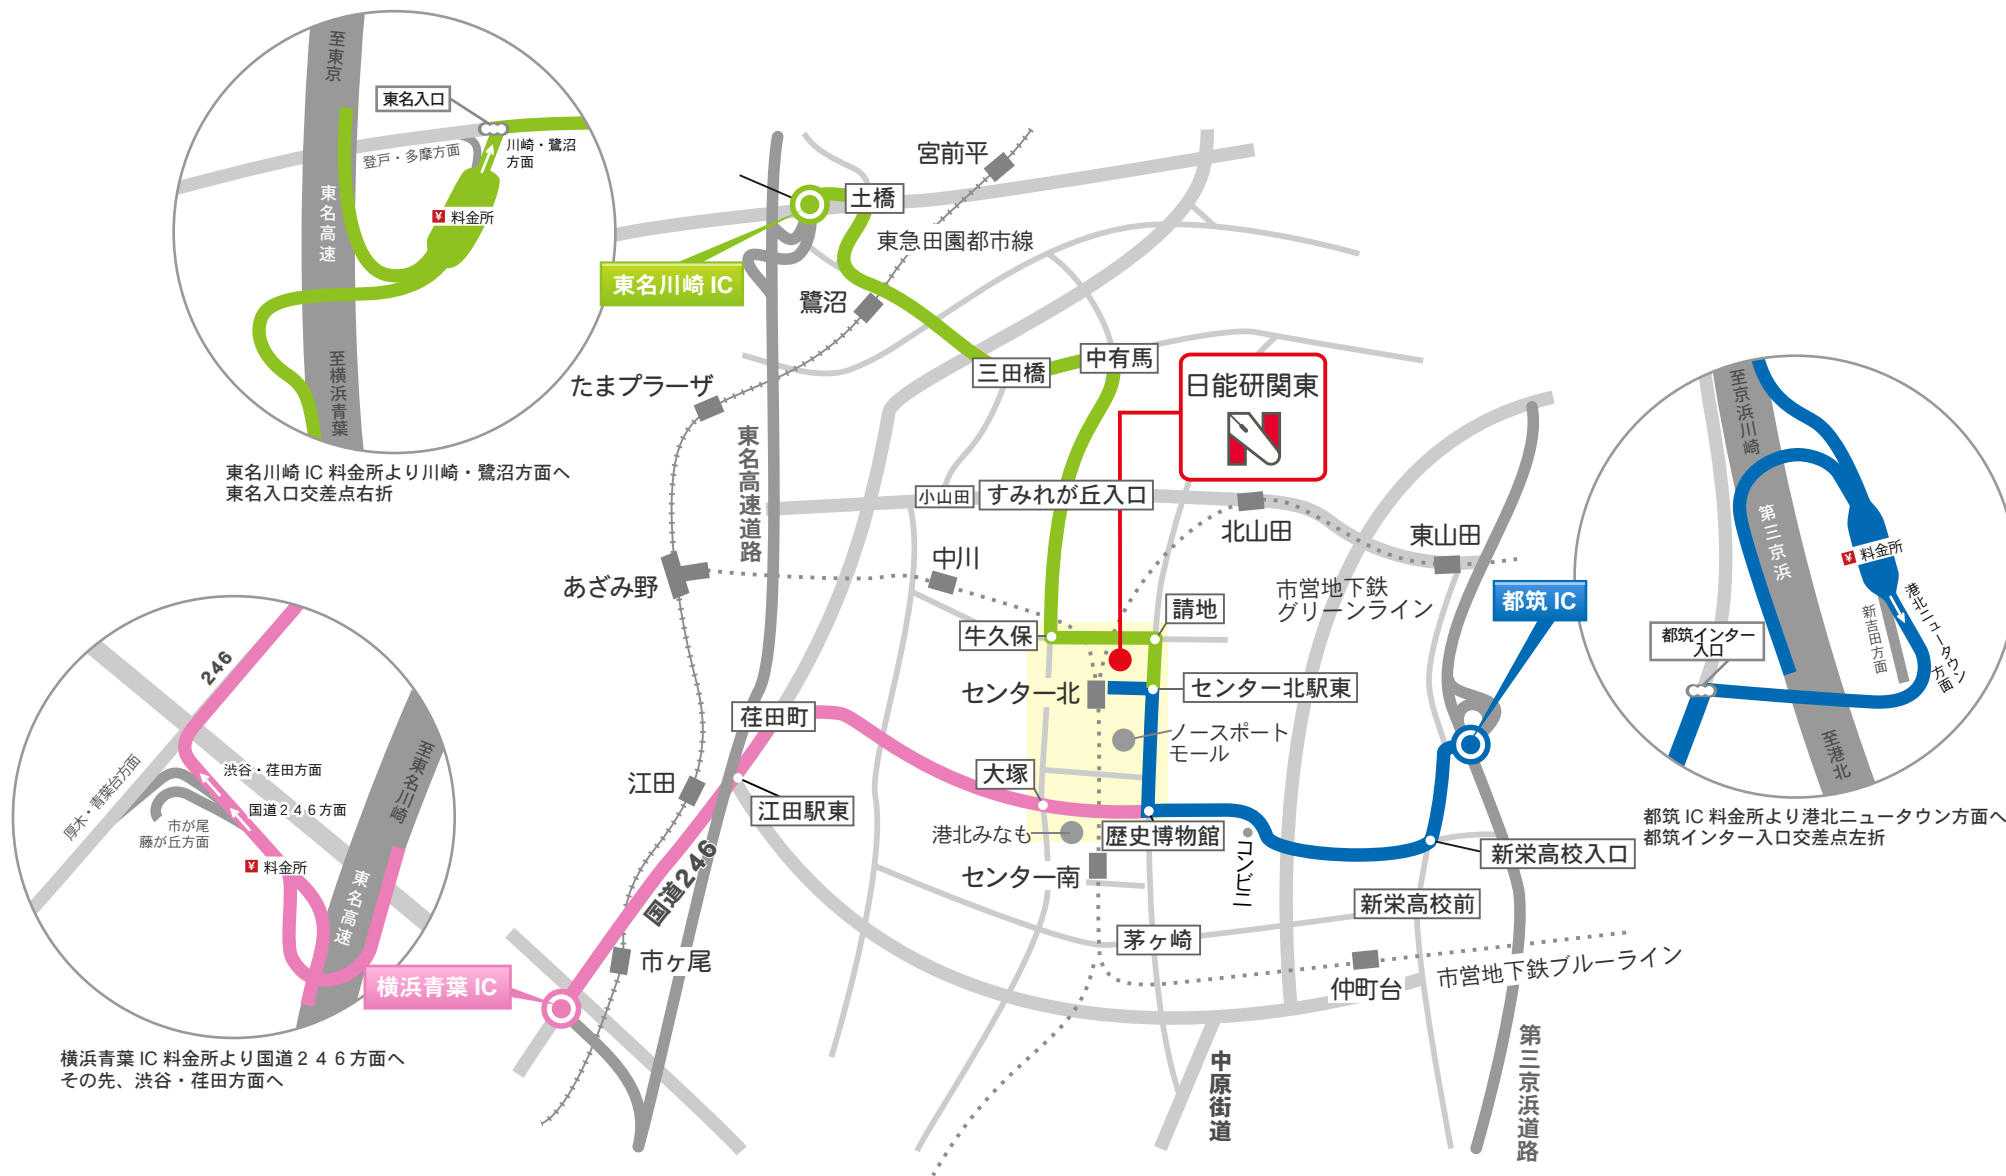 至東京
東名入口
登戸・多摩方面
川崎・鷺沼
方面
東名高速
¥ 料金所
至横浜青葉
東名川崎 IC 料金所より川崎・鷺沼方面へ
東名入口交差点右折
宮前平
土橋
東急田園都市線
東名川崎 IC
鷺沼
三田橋
中有馬
日能研関東
たまプラーザ
東名高速道路
小山田
すみれが丘入口
北山田
東山田
中川
あざみ野
市営地下鉄
グリーンライン
都筑 IC
請地
牛久保
センター北
センター北駅東
荏田町
ノースポート
モール
江田
大塚
江田駅東
港北みなも
歴史博物館
コンビニ
新栄高校入口
センター南
国道246
新栄高校前
茅ヶ崎
市ヶ尾
市営地下鉄ブルーライン
仲町台
横浜青葉 IC
中原街道
第三京浜道路
至京浜川崎
第三京浜
¥ 料金所
港北ニュータウン
方面
新吉田方面
都筑インター
入口
至港北
都筑 IC 料金所より港北ニュータウン方面へ
都筑インター入口交差点左折
246
厚木・青葉台方面
渋谷・荏田方面
国道246方面
市が尾
藤が丘方面
¥ 料金所
至東名川崎
東名高速
横浜青葉 IC 料金所より国道246方面へ
その先、渋谷・荏田方面へ